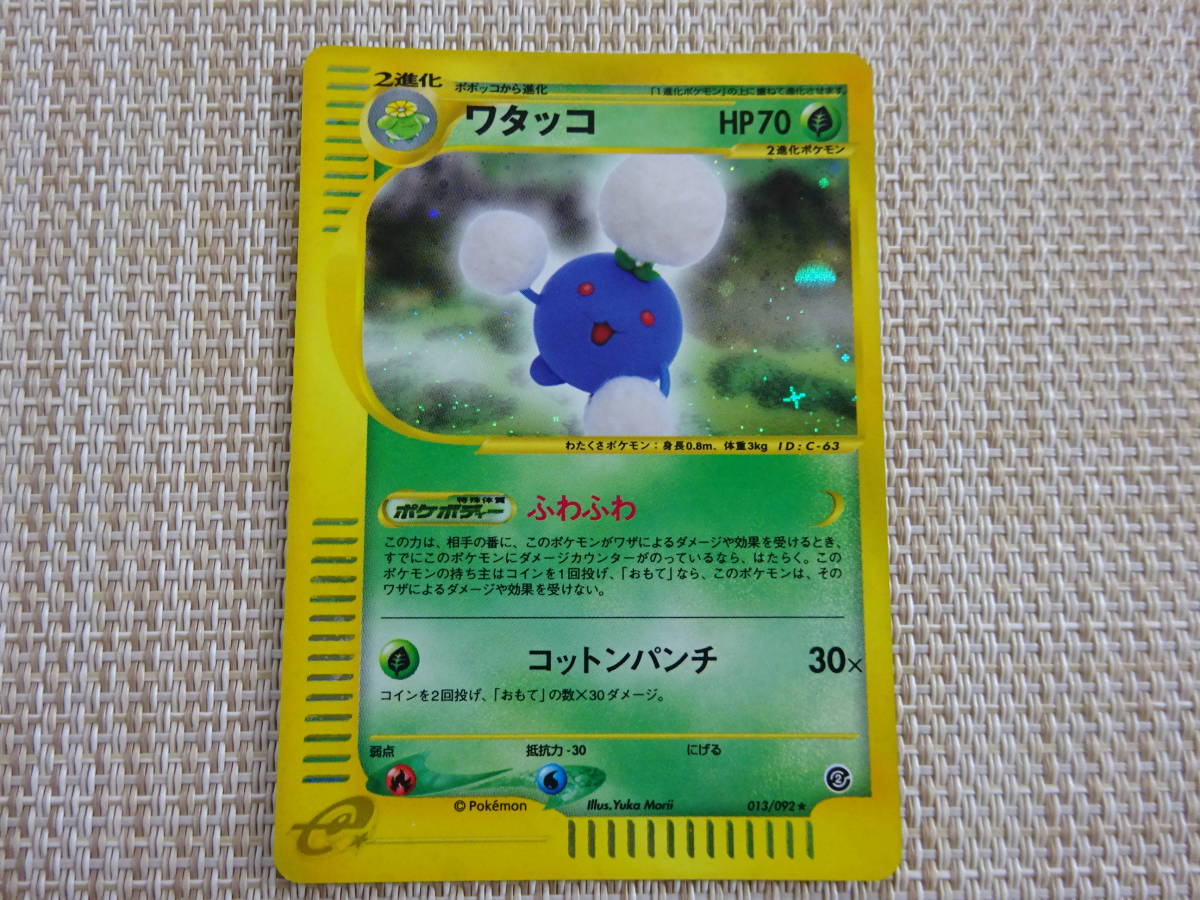 2進化
ポポッコから進化
「1進化ポケモン」の上に重ねて進化させます
ワタッコ
HP70
2進化ポケモン
わたくさポケモン：身長0.8m、体重3kg ID:C-63
特殊体質
ポケボディー
ふわふわ
この力は、相手の番に、このポケモンがワザによるダメージや効果を受けるとき、
すでにこのポケモンにダメージカウンターがのっているなら、はたらく。この
ポケモンの持ち主はコインを1回投げ、「おもて」なら、このポケモンは、その
ワザによるダメージや効果を受けない。
コットンパンチ 30×
コインを2回投げ、「おもて」の数×30ダメージ。
弱点 抵抗力-30 にげる
2
© Pokémon Illus.Yuka Morii 013/092★
e